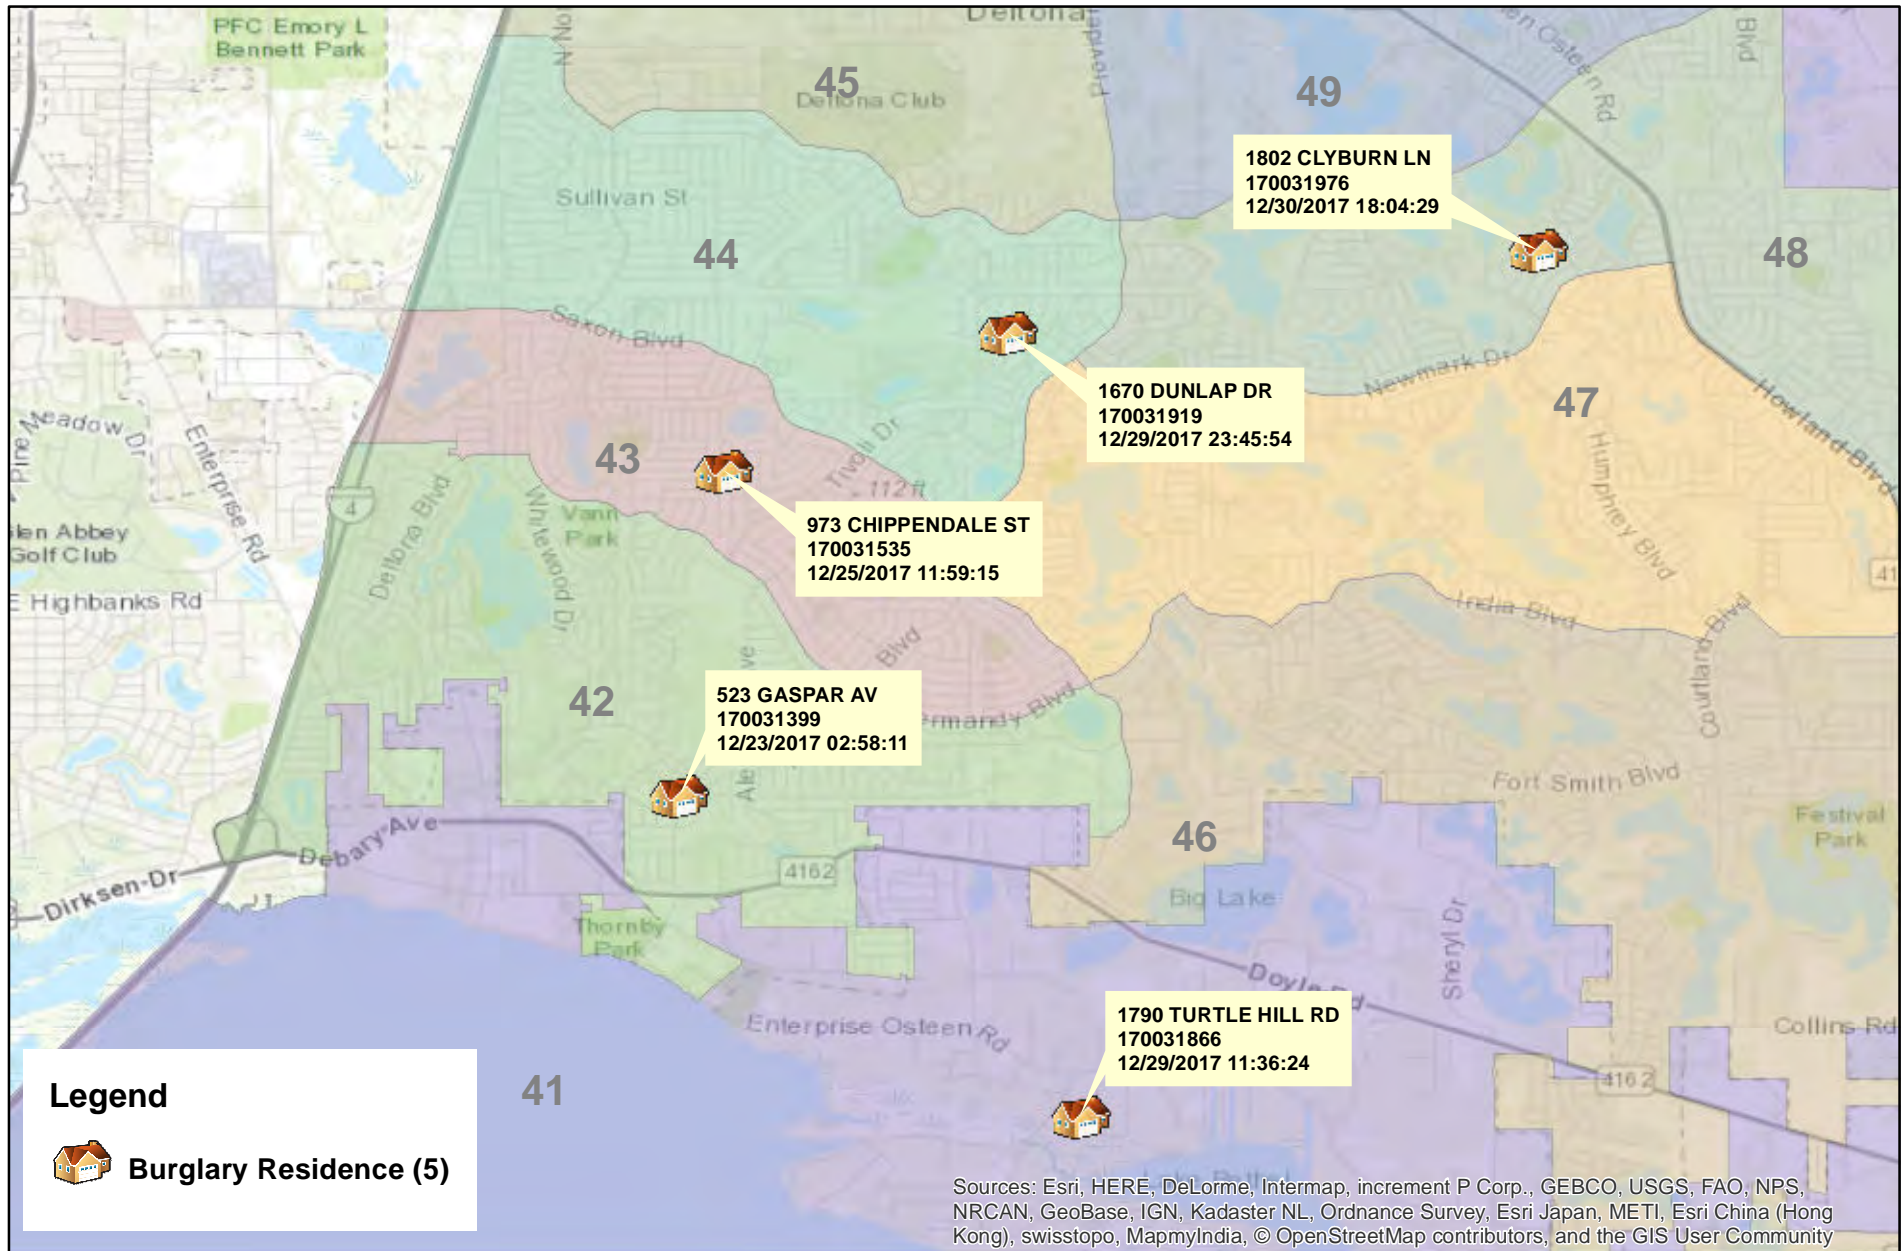 PFC Emory L
Bennett Park
Deltona
45
Deltona Club
49
1802 CLYBURN LN
170031976
12/30/2017 18:04:29
Sullivan St
44
48
Saxon Blvd
1670 DUNLAP DR
170031919
12/29/2017 23:45:54
Newmark Dr
47
Howland Blvd
Humphrey Blvd
Pine Meadow Dr
Enterprise Rd
43
Tivoli Dr
112 ft
973 CHIPPENDALE ST
170031535
12/25/2017 11:59:15
4
Deltona Blvd
Whitewood Dr
Vann
Park
Golf Club
Abbey
E Highbanks Rd
41
India Blvd
Courtland Blvd
Blvd
42
523 GASPAR AV
170031399
12/23/2017 02:58:11
Fort Smith Blvd
46
Festival
Park
Debary Ave
4162
Dirksen Dr
Big Lake
Thornby
Park
Sheryl Dr
Doyle Rd
1790 TURTLE HILL RD
170031866
12/29/2017 11:36:24
Enterprise Osteen Rd
Collins Rd
4162
41
Legend
Burglary Residence (5)
Sources: Esri, HERE, DeLorme, Intermap, increment P Corp., GEBCO, USGS, FAO, NPS,
NRCAN, GeoBase, IGN, Kadaster NL, Ordnance Survey, Esri Japan, METI, Esri China (Hong
Kong), swisstopo, MapmyIndia, © OpenStreetMap contributors, and the GIS User Community